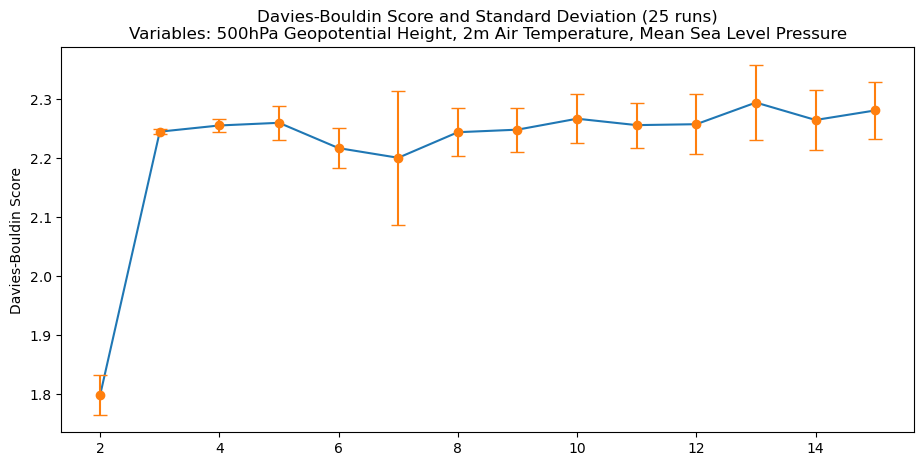 Davies-Bouldin Score and Standard Deviation (25 runs)
Variables: 500hPa Geopotential Height, 2m Air Temperature, Mean Sea Level Pressure
Davies-Bouldin Score
2.3
2.2
2.1
2.0
1.9
1.8
2 4 6 8 10 12 14